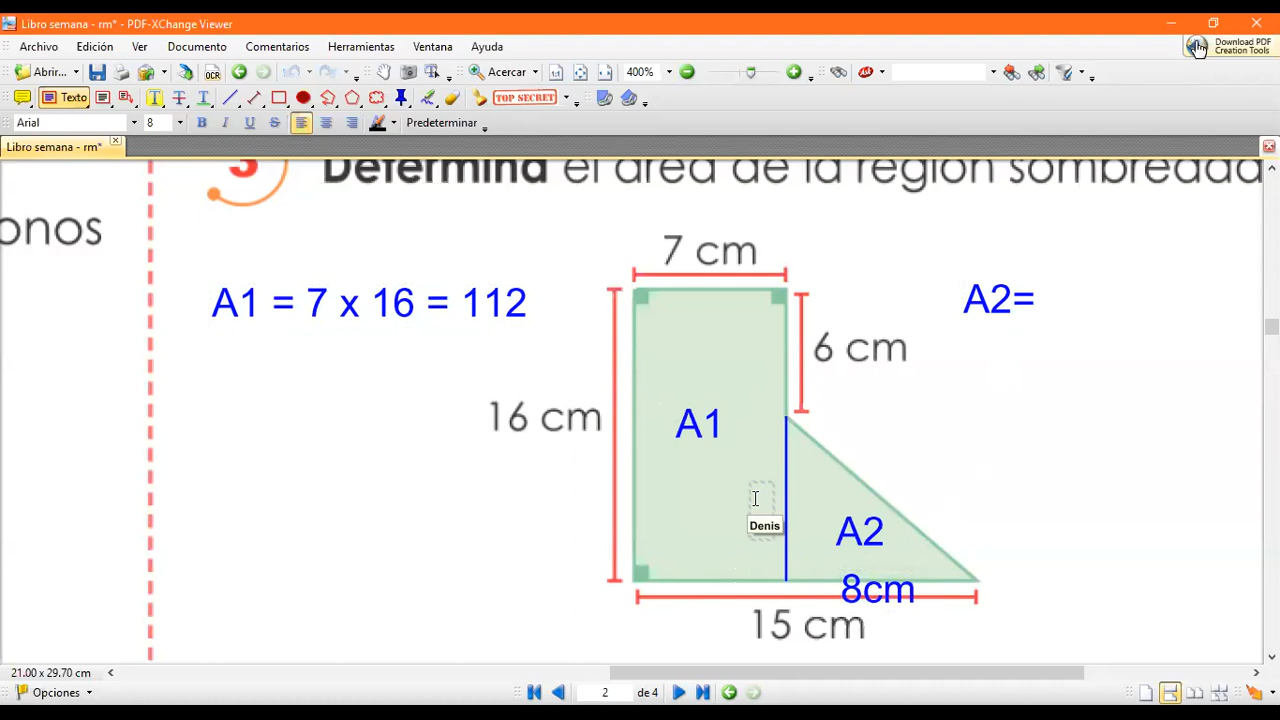 Libro semana - rm* - PDF-XChange Viewer
Archivo Edición Ver Documento Comentarios Herramientas Ventana Ayuda
Download PDF
Creation Tools
Abrir... OCR Acercar 400%
Texto TOP SECRET
Arial 8 B I U S Predeterminar
Libro semana - rm*
3 Determina el área de la región sombreada
onos
7 cm
A1 = 7 x 16 = 112
A2=
6 cm
16 cm
A1
Denis
A2
8cm
15 cm
21.00 x 29.70 cm
Opciones 2 de 4